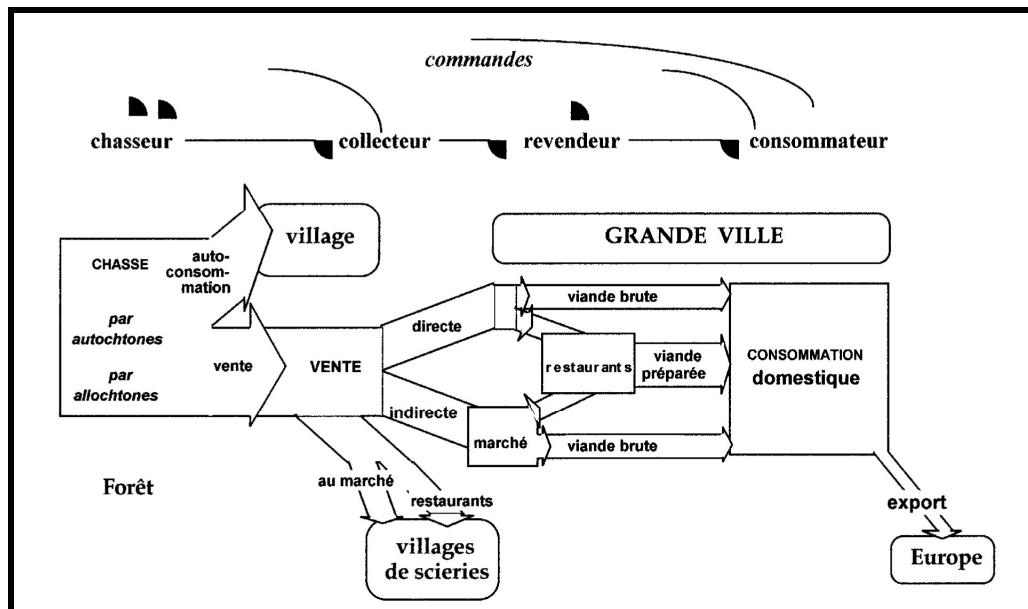 commandes
chasseur
collecteur
revendeur
consommateur
village
GRANDE VILLE
CHASSE
auto-
consom-
mation
par
autochtones
par
allochtones
vente
VENTE
directe
indirecte
viande brute
restaurants
viande
préparée
marché
viande brute
CONSOMMATION
domestique
Forêt
au marché
restaurants
villages
de scieries
export
Europe